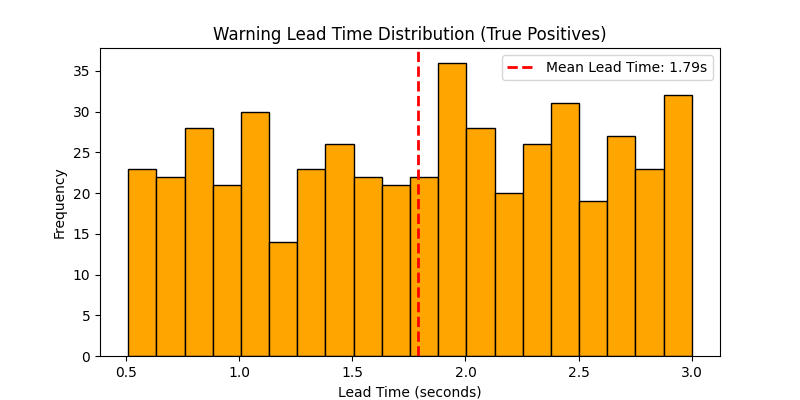 Warning Lead Time Distribution (True Positives)
Mean Lead Time: 1.79s
Frequency
35
30
25
20
15
10
5
0
0.5 1.0 1.5 2.0 2.5 3.0
Lead Time (seconds)